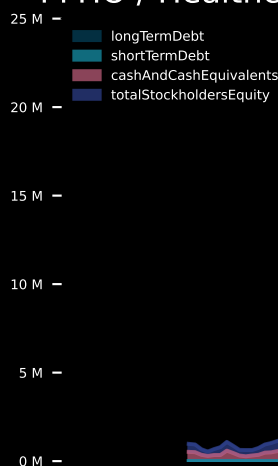 25 M
longTermDebt
shortTermDebt
cashAndCashEquivalents
totalStockholdersEquity
20 M
15 M
10 M
5 M
0 M